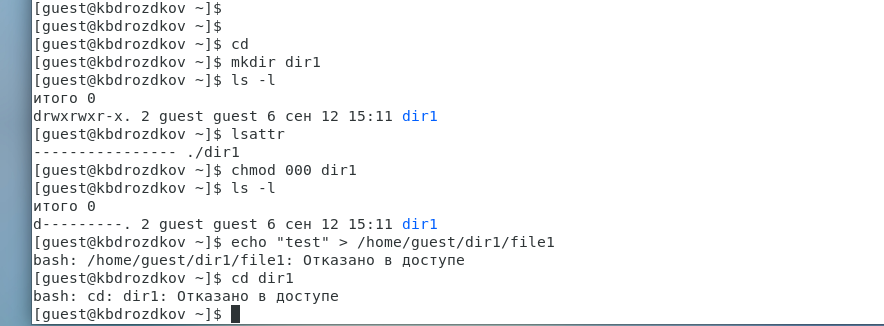 [guest@kbdrozdkov ~]$
[guest@kbdrozdkov ~]$
[guest@kbdrozdkov ~]$ cd
[guest@kbdrozdkov ~]$ mkdir dir1
[guest@kbdrozdkov ~]$ ls -l
итого 0
drwxrwxr-x. 2 guest guest 6 сен 12 15:11 dir1
[guest@kbdrozdkov ~]$ lsattr
---------------- ./dir1
[guest@kbdrozdkov ~]$ chmod 000 dir1
[guest@kbdrozdkov ~]$ ls -l
итого 0
d---------. 2 guest guest 6 сен 12 15:11 dir1
[guest@kbdrozdkov ~]$ echo "test" > /home/guest/dir1/file1
bash: /home/guest/dir1/file1: Отказано в доступе
[guest@kbdrozdkov ~]$ cd dir1
bash: cd: dir1: Отказано в доступе
[guest@kbdrozdkov ~]$